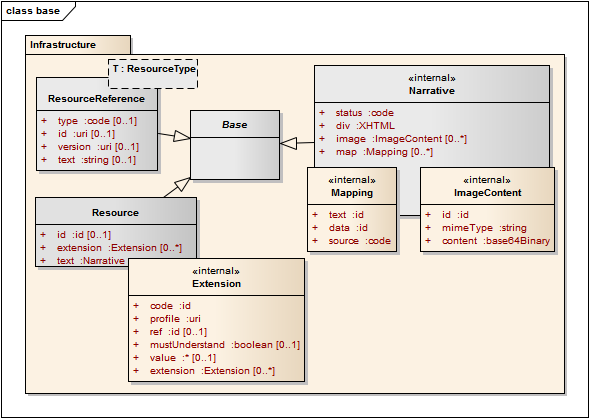 class base
Infrastructure
T : ResourceType
ResourceReference
+ type :code [0..1]
+ id :uri [0..1]
+ version :uri [0..1]
+ text :string [0..1]
Base
«internal»
Narrative
+ status :code
+ div :XHTML
+ image :ImageContent [0..*]
+ map :Mapping [0..*]
«internal»
Mapping
+ text :id
+ data :id
+ source :code
«internal»
ImageContent
+ id :id
+ mimeType :string
+ content :base64Binary
Resource
+ id :id [0..1]
+ extension :Extension [0..*]
+ text :Narrative
«internal»
Extension
+ code :id
+ profile :uri
+ ref :id [0..1]
+ mustUnderstand :boolean [0..1]
+ value :* [0..1]
+ extension :Extension [0..*]